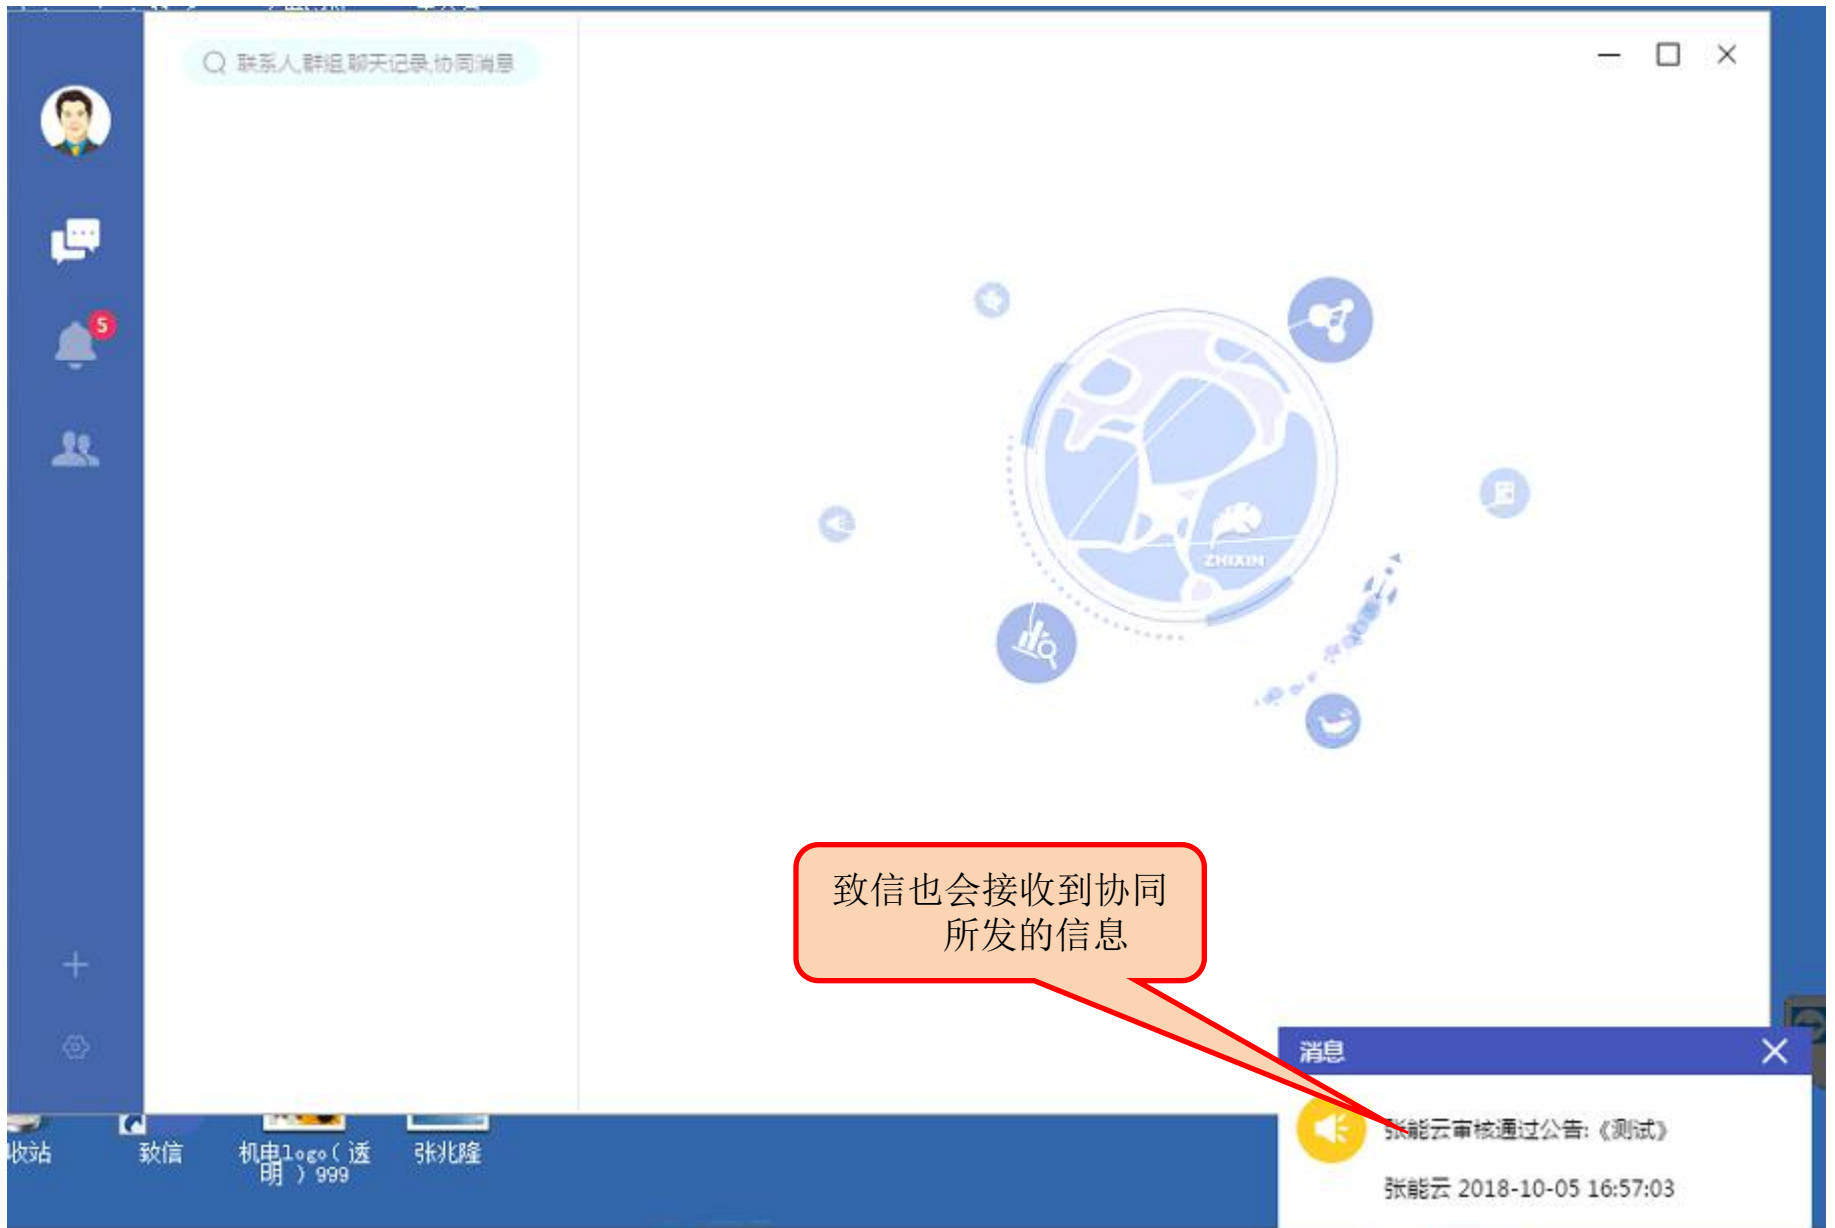 联系人,群组,聊天记录,协同消息
5
ZHIXIN
致信也会接收到协同
所发的信息
消息
张能云审核通过公告:《测试》
张能云 2018-10-05 16:57:03
收站
致信
机电logo(透
明)999
张兆隆